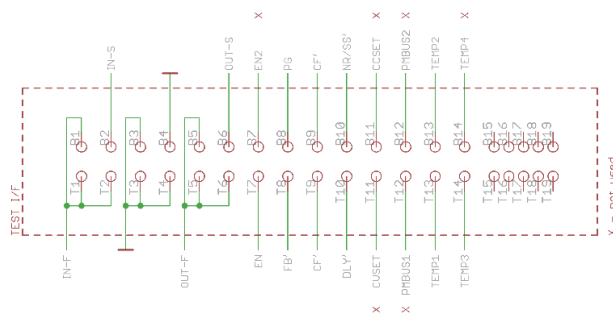 X X X X
IN-S OUT-S EN2 PG CF' NR/SS' CCSET PMBUS2 TEMP2 TEMP4
B1 B2 B3 B4 B5 B6 B7 B8 B9 B10 B11 B12 B13 B14 B15 B16 B17 B18 B19
T1 T2 T3 T4 T5 T6 T7 T8 T9 T10 T11 T12 T13 T14 T15 T16 T17 T18 T19
TEST I/F
IN-F OUT-F EN FB' CF' DLY' CVSET PMBUS1 TEMP1 TEMP3
X X
X - not used